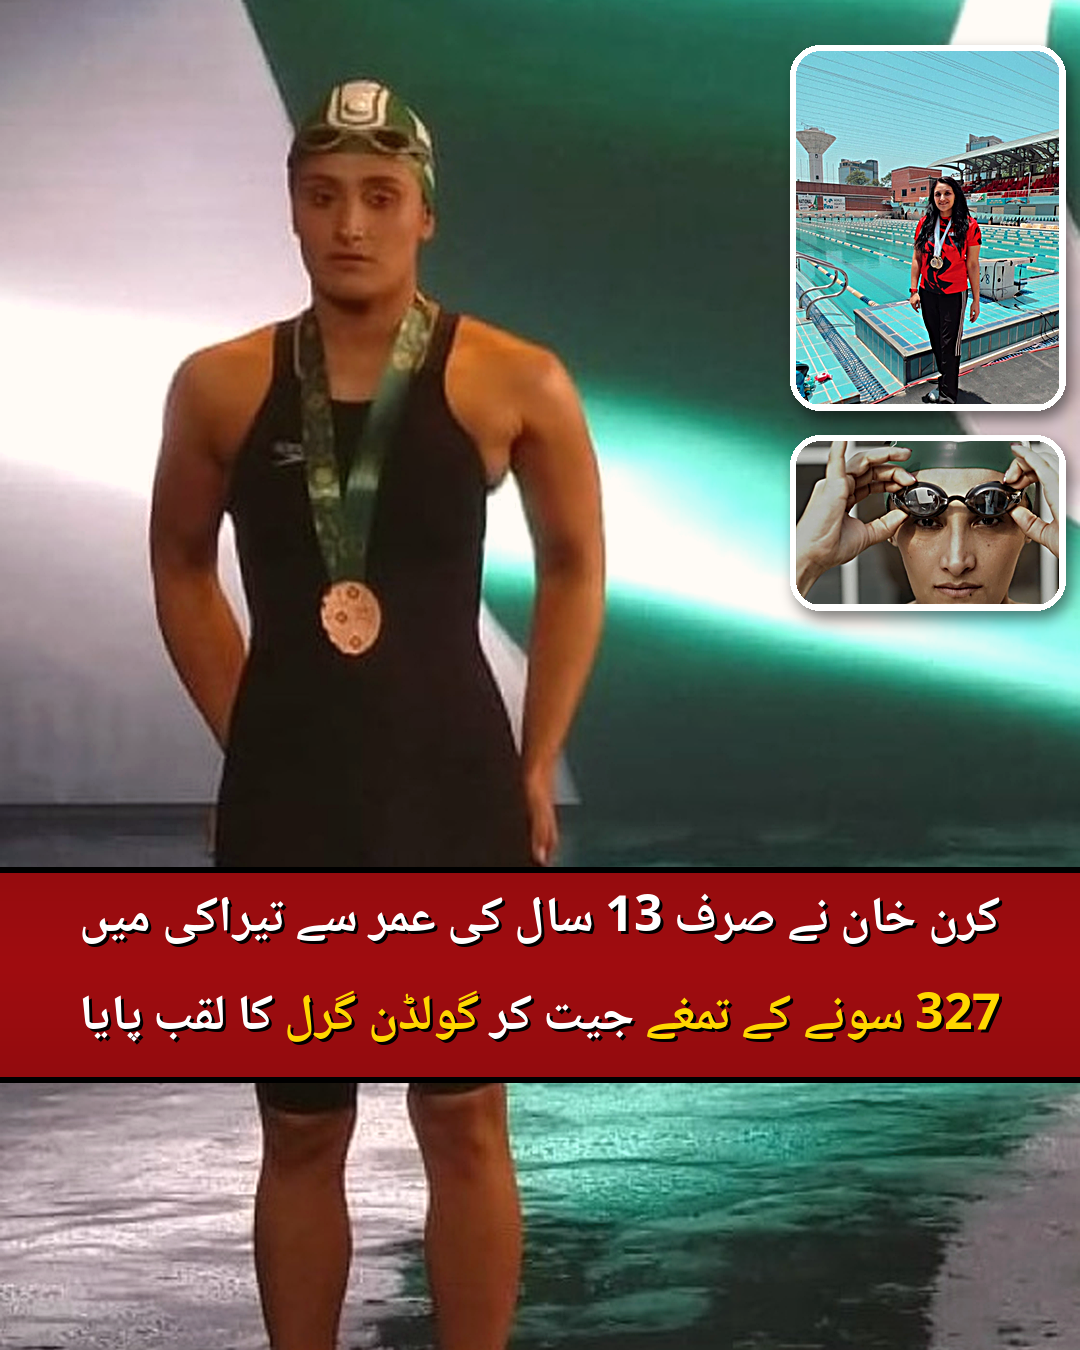 کرن خان نے صرف 13 سال کی عمر سے تیراکی میں
327 سونے کے تمغے جیت کر گولڈن گرل کا لقب پایا